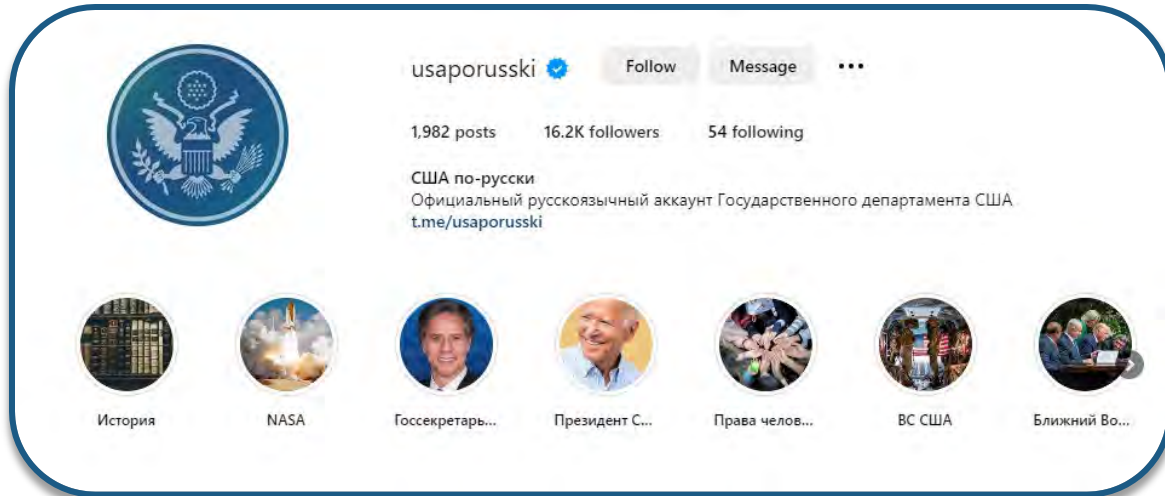 usaporusski Follow Message
1,982 posts 16.2K followers 54 following
США по-русски
Официальный русскоязычный аккаунт Государственного департамента США
t.me/usaporusski
История NASA Госсекретарь... Президент С... Права челов... ВС США Ближний Во...